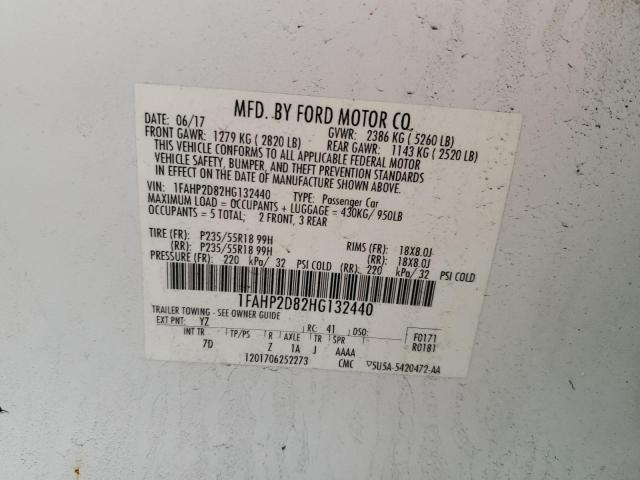 MFD. BY FORD MOTOR CO.
DATE: 06/17 GVWR: 2386 KG ( 5260 LB)
FRONT GAWR: 1279 KG ( 2820 LB) REAR GAWR: 1143 KG ( 2520 LB)
THIS VEHICLE CONFORMS TO ALL APPLICABLE FEDERAL MOTOR
VEHICLE SAFETY, BUMPER, AND THEFT PREVENTION STANDARDS
IN EFFECT ON THE DATE OF MANUFACTURE SHOWN ABOVE.
VIN: 1FAHP2D82HG132440 TYPE: Passenger Car
MAXIMUM LOAD = OCCUPANTS + LUGGAGE = 430KG/ 950LB
OCCUPANTS = 5 TOTAL; 2 FRONT, 3 REAR
TIRE (FR): P235/55R18 99H RIMS (FR): 18X8.0J
(RR): P235/55R18 99H (RR): 18X8.0J
PRESSURE (FR): 220 kPa/ 32 PSI COLD (RR): 220 kPa/ 32 PSI COLD
1FAHP2D82HG132440
TRAILER TOWING - SEE OWNER GUIDE
EXT PNT: YZ RC: 41 DSO: F0171
INT TR TP/PS R AXLE TR SPR R0181
7D Z 1A J AAAA
1201706252273 CMC ▽5U5A-5420472-AA